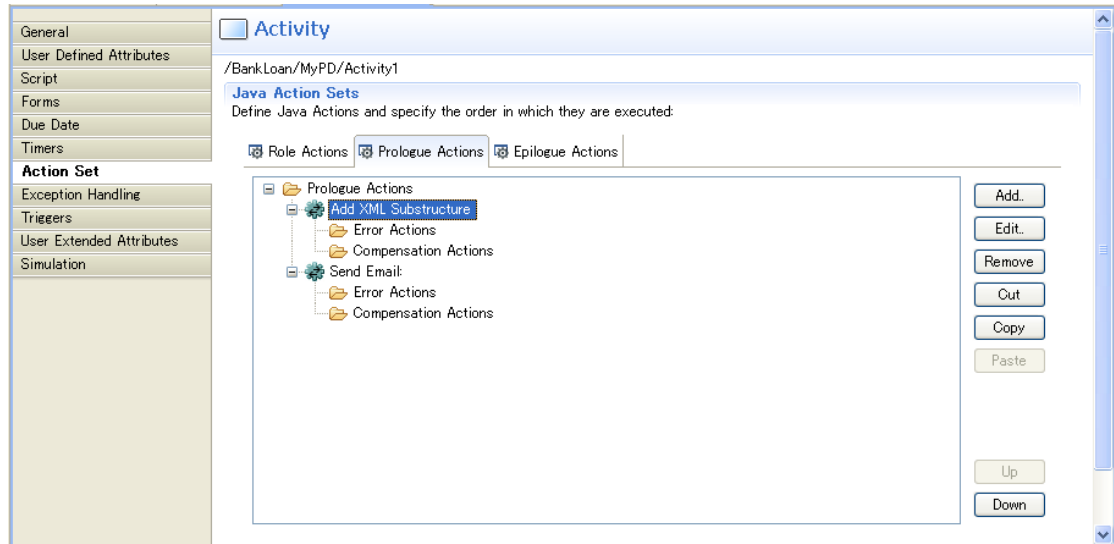 General
User Defined Attributes
Script
Forms
Due Date
Timers
Action Set
Exception Handling
Triggers
User Extended Attributes
Simulation
Activity
/BankLoan/MyPD/Activity1
Java Action Sets
Define Java Actions and specify the order in which they are executed:
Role Actions Prologue Actions Epilogue Actions
Prologue Actions
Add XML Substructure
Error Actions
Compensation Actions
Send Email:
Error Actions
Compensation Actions
Add..
Edit..
Remove
Cut
Copy
Paste
Up
Down